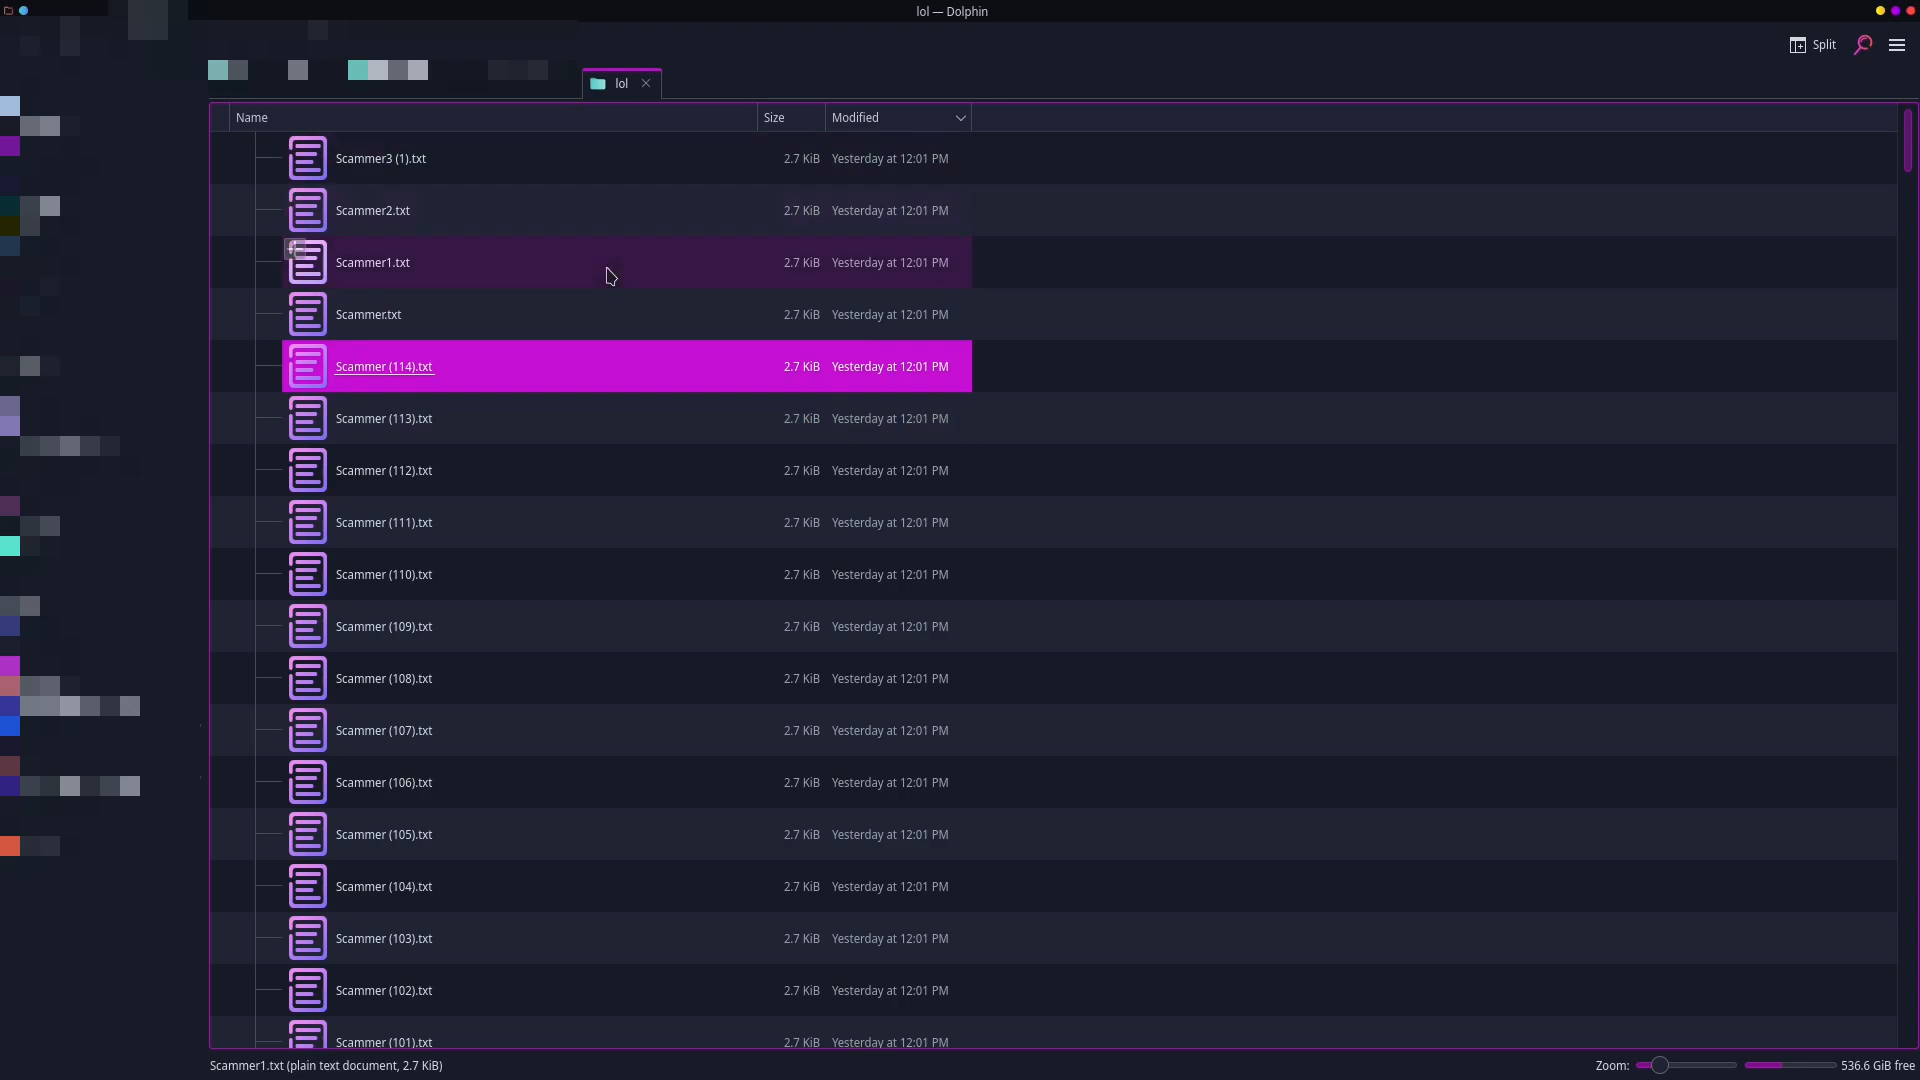 lol — Dolphin
Split
lol
Name Size Modified
Scammer3 (1).txt 2.7 KiB Yesterday at 12:01 PM
Scammer2.txt 2.7 KiB Yesterday at 12:01 PM
Scammer1.txt 2.7 KiB Yesterday at 12:01 PM
Scammer.txt 2.7 KiB Yesterday at 12:01 PM
Scammer (114).txt 2.7 KiB Yesterday at 12:01 PM
Scammer (113).txt 2.7 KiB Yesterday at 12:01 PM
Scammer (112).txt 2.7 KiB Yesterday at 12:01 PM
Scammer (111).txt 2.7 KiB Yesterday at 12:01 PM
Scammer (110).txt 2.7 KiB Yesterday at 12:01 PM
Scammer (109).txt 2.7 KiB Yesterday at 12:01 PM
Scammer (108).txt 2.7 KiB Yesterday at 12:01 PM
Scammer (107).txt 2.7 KiB Yesterday at 12:01 PM
Scammer (106).txt 2.7 KiB Yesterday at 12:01 PM
Scammer (105).txt 2.7 KiB Yesterday at 12:01 PM
Scammer (104).txt 2.7 KiB Yesterday at 12:01 PM
Scammer (103).txt 2.7 KiB Yesterday at 12:01 PM
Scammer (102).txt 2.7 KiB Yesterday at 12:01 PM
Scammer (101).txt 2.7 KiB Yesterday at 12:01 PM
Scammer1.txt (plain text document, 2.7 KiB) Zoom: 536.6 GiB free